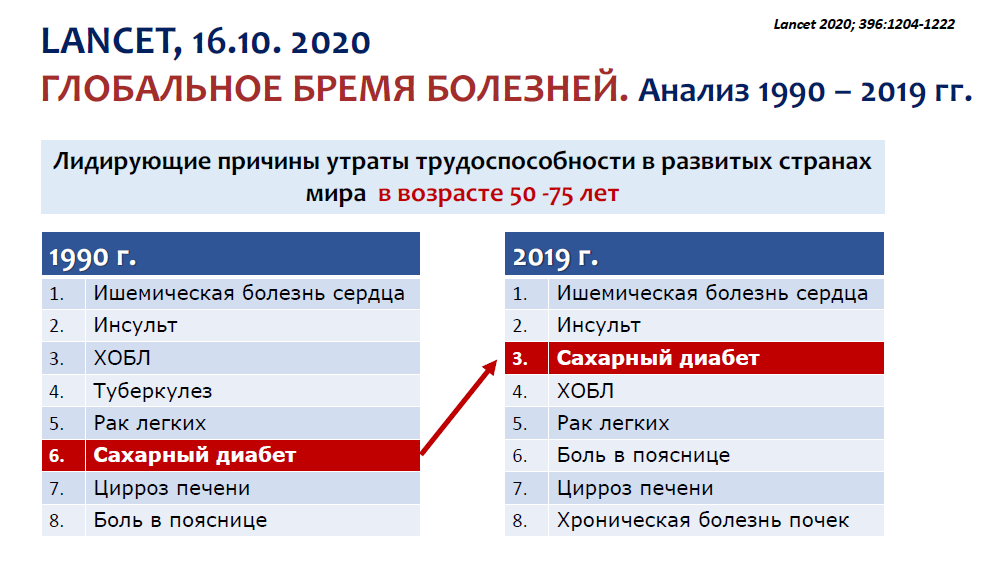 Lancet 2020; 396:1204-1222
LANCET, 16.10. 2020
ГЛОБАЛЬНОЕ БРЕМЯ БОЛЕЗНЕЙ. Анализ 1990 – 2019 гг.
Лидирующие причины утраты трудоспособности в развитых странах
мира в возрасте 50 -75 лет
1990 г.
1. Ишемическая болезнь сердца
2. Инсульт
3. ХОБЛ
4. Туберкулез
5. Рак легких
6. Сахарный диабет
7. Цирроз печени
8. Боль в пояснице
2019 г.
1. Ишемическая болезнь сердца
2. Инсульт
3. Сахарный диабет
4. ХОБЛ
5. Рак легких
6. Боль в пояснице
7. Цирроз печени
8. Хроническая болезнь почек